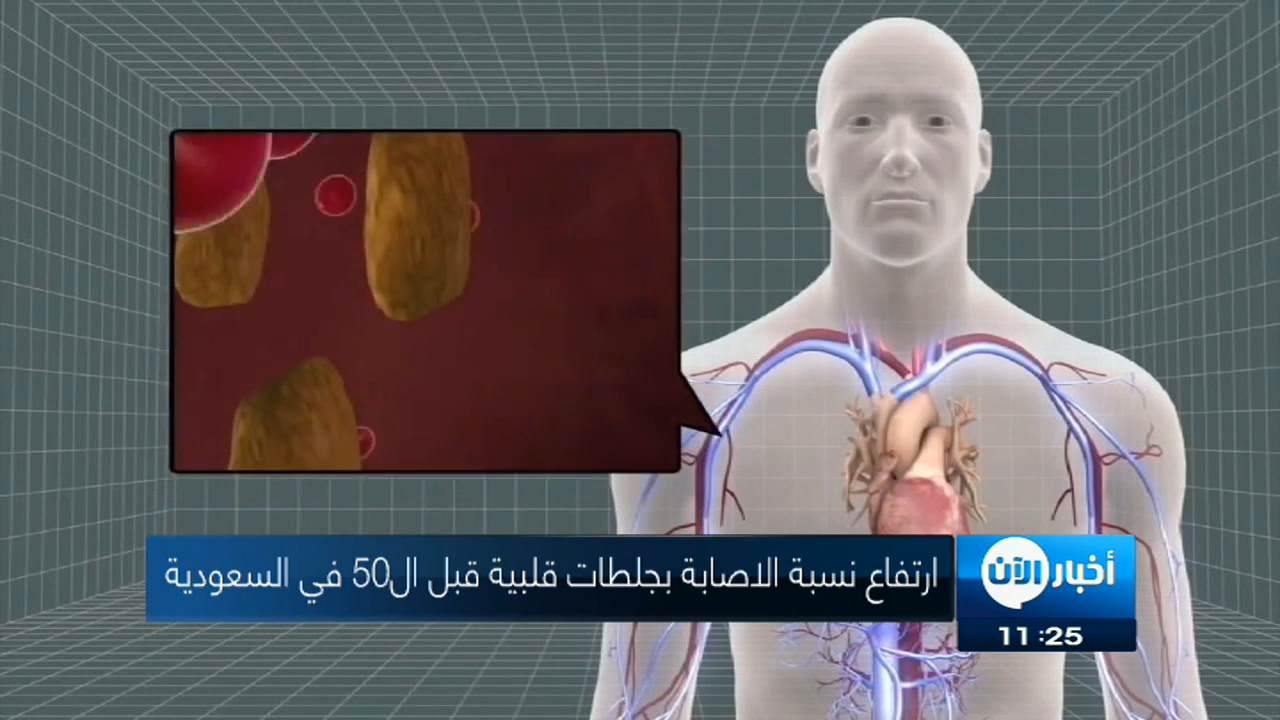 ارتفاع نسبة الاصابة بجلطات قلبية قبل ال50 في السعودية
أخبار الآن
11:25